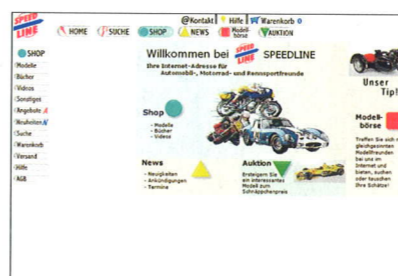 SPEED
LINE
@Kontakt Hilfe Warenkorb 0
HOME SUCHE SHOP NEWS Modell-
börse AUKTION
SHOP
Modelle
Bücher
Videos
Sonstiges
Angebote
Neuheiten
Suche
Warenkorb
Versand
Hilfe
AGB
Willkommen bei SPEED LINE SPEEDLINE
Ihre Internet-Adresse für
Automobil-, Motorrad- und Rennsportfreunde
Shop
- Modelle
- Bücher
- Videos
News
- Neuigkeiten
- Ankündigungen
- Termine
Auktion
Ersteigern Sie
ein interessantes
Modell zum
Schnäppchenpreis
Unser
Tip!
Modell-
börse
Treffen Sie sich m
gleichgesinnten
Modellfreunden
bei uns im
Internet und
bieten, suchen
oder tauschen
Ihre Schätze!